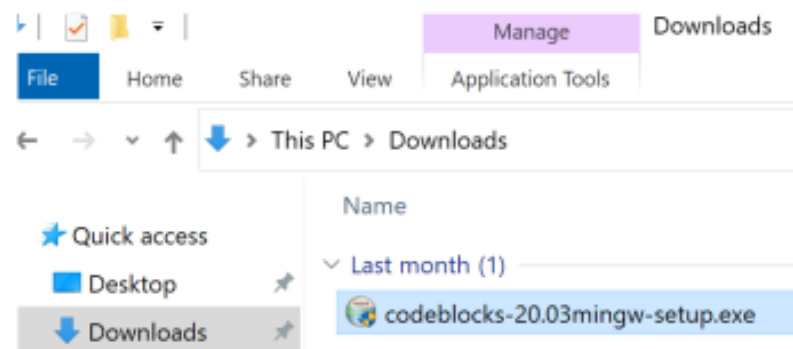 Manage Downloads
File Home Share View Application Tools
This PC > Downloads
Name
Quick access
Last month (1)
Desktop
codeblocks-20.03mingw-setup.exe
Downloads